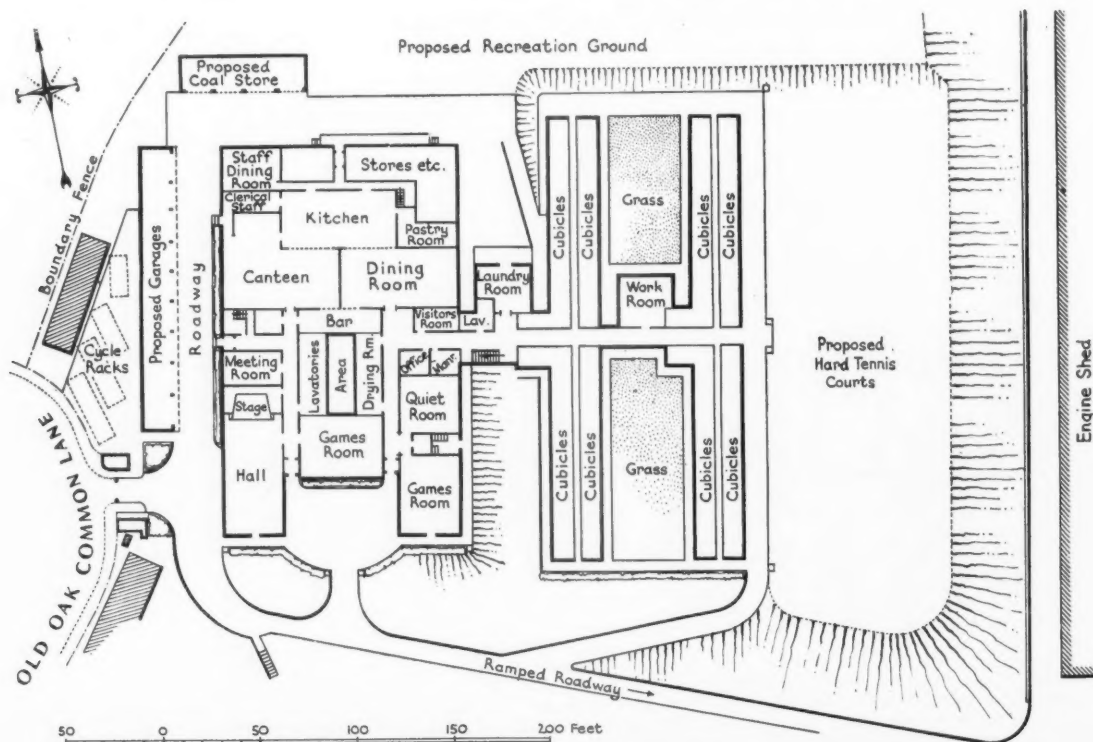 Proposed Recreation Ground
Proposed
Coal Store
Boundary Fence
Proposed Garages
Roadway
Cycle
Racks
OLD OAK COMMON LANE
Staff
Dining
Room
Clerical
Staff
Stores etc.
Kitchen
Pastry
Room
Canteen
Dining
Room
Laundry
Room
Bar
Visitors
Room
Lav.
Meeting
Room
Lavatories
Area
Drying Rm.
Office
Manr.
Stage
Quiet
Room
Hall
Games
Room
Games
Room
Cubicles
Cubicles
Grass
Cubicles
Cubicles
Work
Room
Cubicles
Cubicles
Grass
Cubicles
Cubicles
Proposed
Hard Tennis
Courts
Engine Shed
Ramped Roadway
50 0 50 100 150 200 Feet